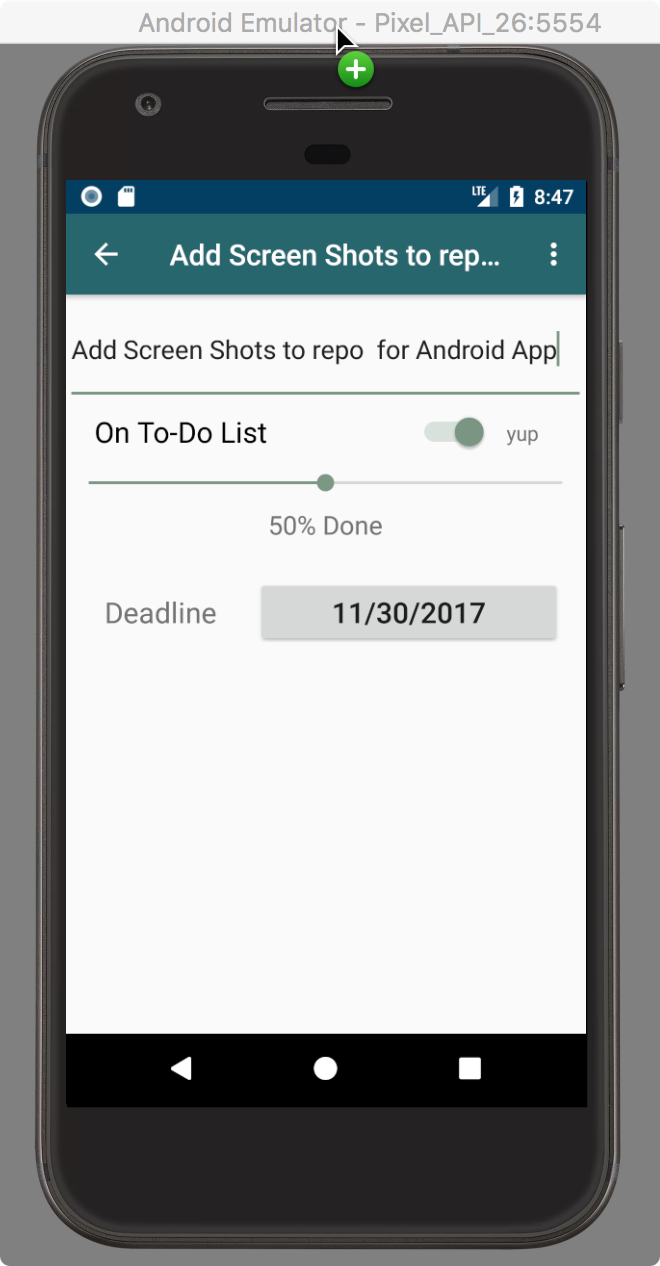 Android Emulator - Pixel_API_26:5554
LTE 8:47
Add Screen Shots to rep...
Add Screen Shots to repo  for Android App
On To-Do List yup
50% Done
Deadline 11/30/2017